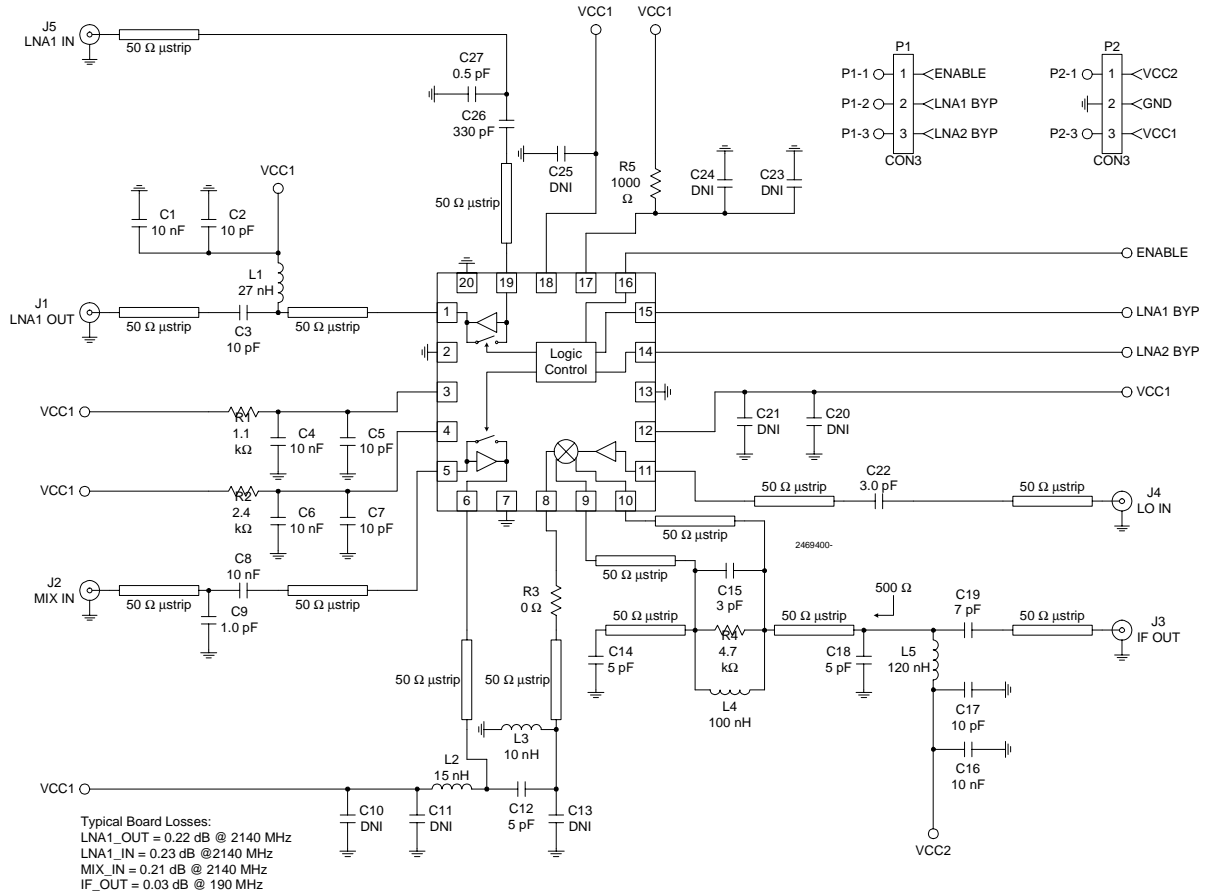 J5
LNA1 IN
50 Ω µstrip
C27
0.5 pF
C26
330 pF
50 Ω µstrip
VCC1
VCC1
C25
DNI
R5
1000
Ω
C24
DNI
C23
DNI
P1
P1-1
1
ENABLE
P1-2
2
LNA1 BYP
P1-3
3
LNA2 BYP
CON3
P2
P2-1
1
VCC2
2
GND
P2-3
3
VCC1
CON3
VCC1
C1
10 nF
C2
10 pF
L1
27 nH
J1
LNA1 OUT
50 Ω µstrip
C3
10 pF
50 Ω µstrip
20
19
18
17
16
ENABLE
1
15
LNA1 BYP
2
14
LNA2 BYP
Logic
Control
3
13
VCC1
4
12
5
11
6
7
8
9
10
VCC1
R1
1.1
kΩ
C4
10 nF
C5
10 pF
VCC1
R2
2.4
kΩ
C6
10 nF
C7
10 pF
C21
DNI
C20
DNI
50 Ω µstrip
C22
3.0 pF
50 Ω µstrip
J4
LO IN
50 Ω µstrip
2469400-
J2
MIX IN
50 Ω µstrip
C8
10 nF
C9
1.0 pF
50 Ω µstrip
R3
0 Ω
50 Ω µstrip
C15
3 pF
50 Ω µstrip
R4
4.7
kΩ
50 Ω µstrip
500 Ω
C19
7 pF
50 Ω µstrip
J3
IF OUT
C14
5 pF
L4
100 nH
C18
5 pF
L5
120 nH
C17
10 pF
C16
10 nF
VCC2
50 Ω µstrip
50 Ω µstrip
L3
10 nH
L2
15 nH
VCC1
C10
DNI
C11
DNI
C12
5 pF
C13
DNI
Typical Board Losses:
LNA1_OUT = 0.22 dB @ 2140 MHz
LNA1_IN = 0.23 dB @2140 MHz
MIX_IN = 0.21 dB @ 2140 MHz
IF_OUT = 0.03 dB @ 190 MHz